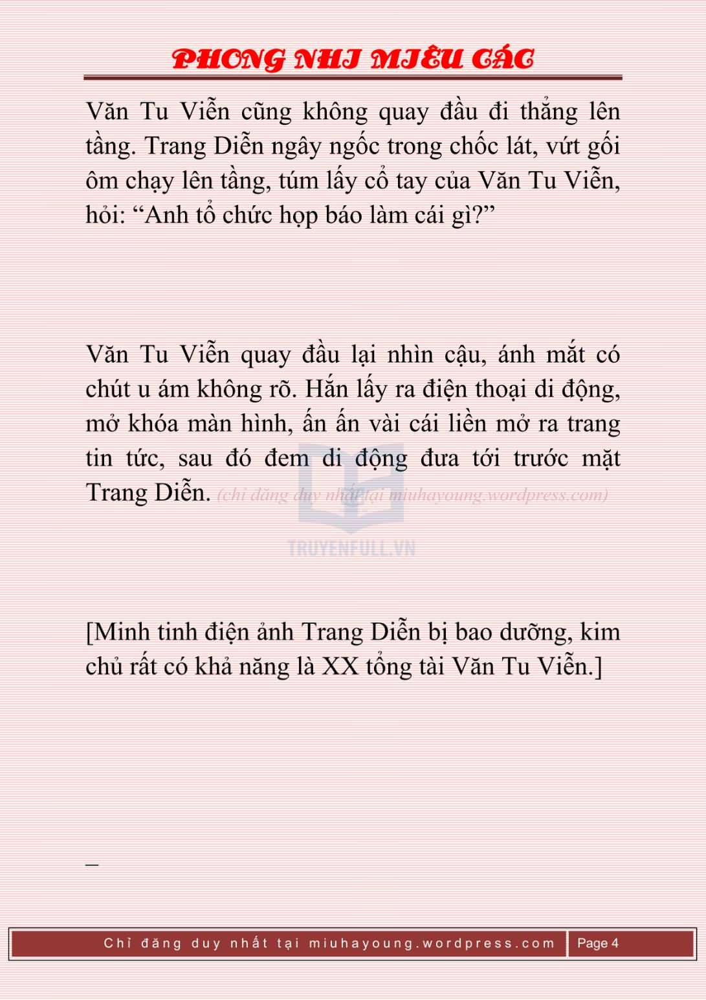 PHONG NHI MIÊU CÁC
Văn Tu Viễn cũng không quay đầu đi thẳng lên
tầng. Trang Diễn ngây ngốc trong chốc lát, vứt gối
ôm chạy lên tầng, túm lấy cổ tay của Văn Tu Viễn,
hỏi: “Anh tổ chức họp báo làm cái gì?”
Văn Tu Viễn quay đầu lại nhìn cậu, ánh mắt có
chút u ám không rõ. Hắn lấy ra điện thoại di động,
mở khóa màn hình, ấn ấn vài cái liền mở ra trang
tin tức, sau đó đem di động đưa tới trước mặt
Trang Diễn. (chỉ đăng duy nhất tại miuhayoung.wordpress.com)
TRUYENFULL.VN
[Minh tinh điện ảnh Trang Diễn bị bao dưỡng, kim
chủ rất có khả năng là XX tổng tài Văn Tu Viễn.]
–
Chỉ đăng duy nhất tại miuhayoung.wordpress.com Page 4